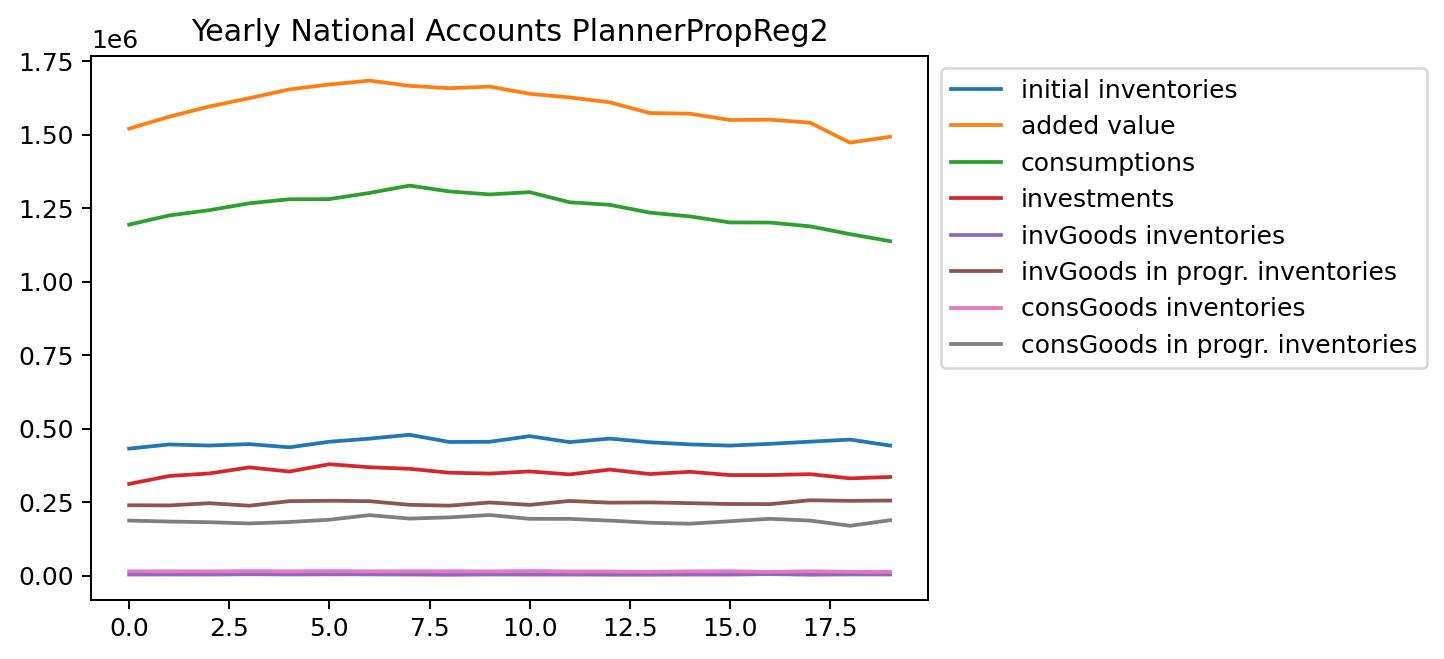 Yearly National Accounts PlannerPropReg2
1e6
1.75
1.50
1.25
1.00
0.75
0.50
0.25
0.00
0.0 2.5 5.0 7.5 10.0 12.5 15.0 17.5
initial inventories
added value
consumptions
investments
invGoods inventories
invGoods in progr. inventories
consGoods inventories
consGoods in progr. inventories